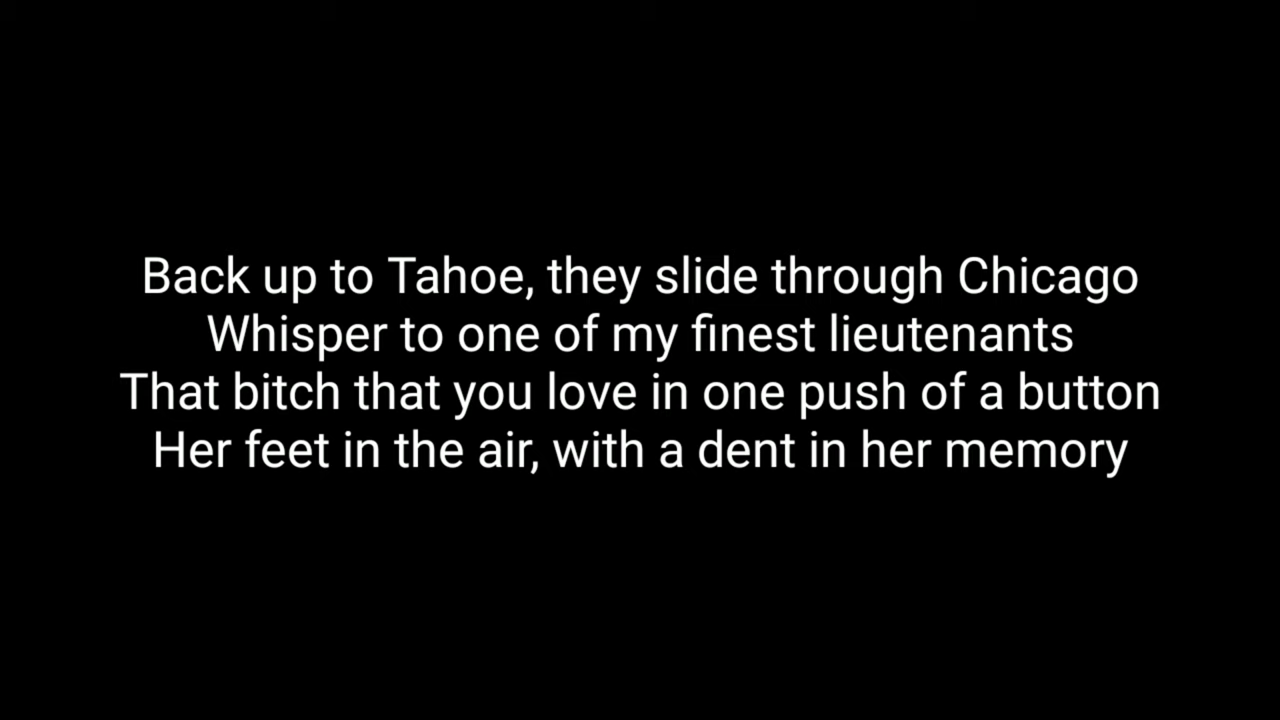 Back up to Tahoe, they slide through Chicago
Whisper to one of my finest lieutenants
That bitch that you love in one push of a button
Her feet in the air, with a dent in her memory